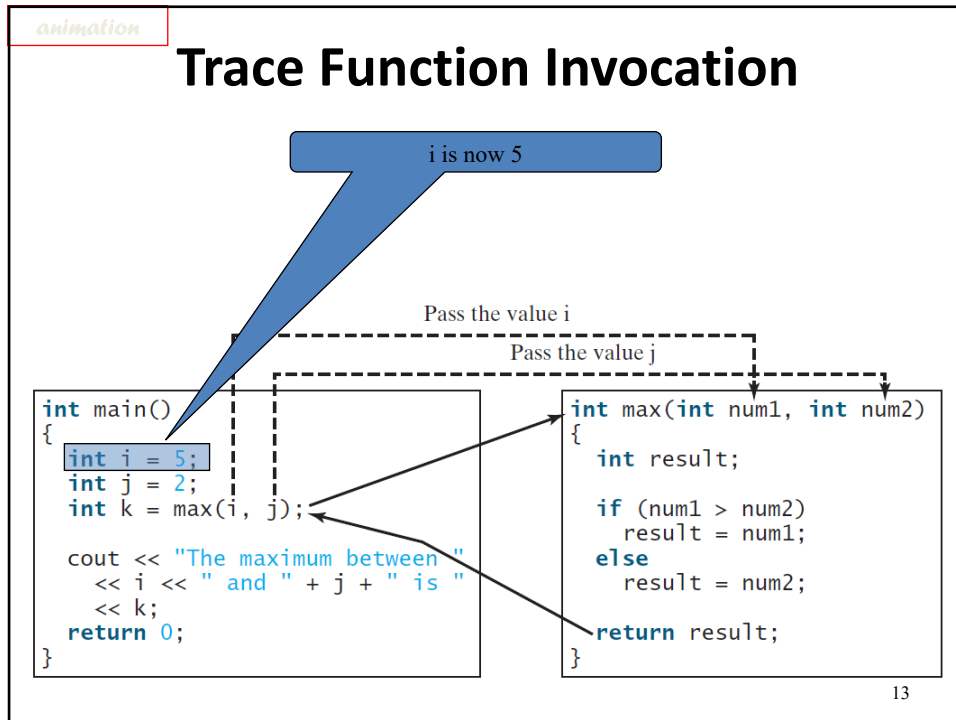 animation
Trace Function Invocation
i is now 5
Pass the value i
Pass the value j
int main()
{
int i = 5;
int j = 2;
int k = max(i, j);
cout << "The maximum between "
<< i << " and " + j + " is "
<< k;
return 0;
}
int max(int num1, int num2)
{
int result;
if (num1 > num2)
result = num1;
else
result = num2;
return result;
}
13